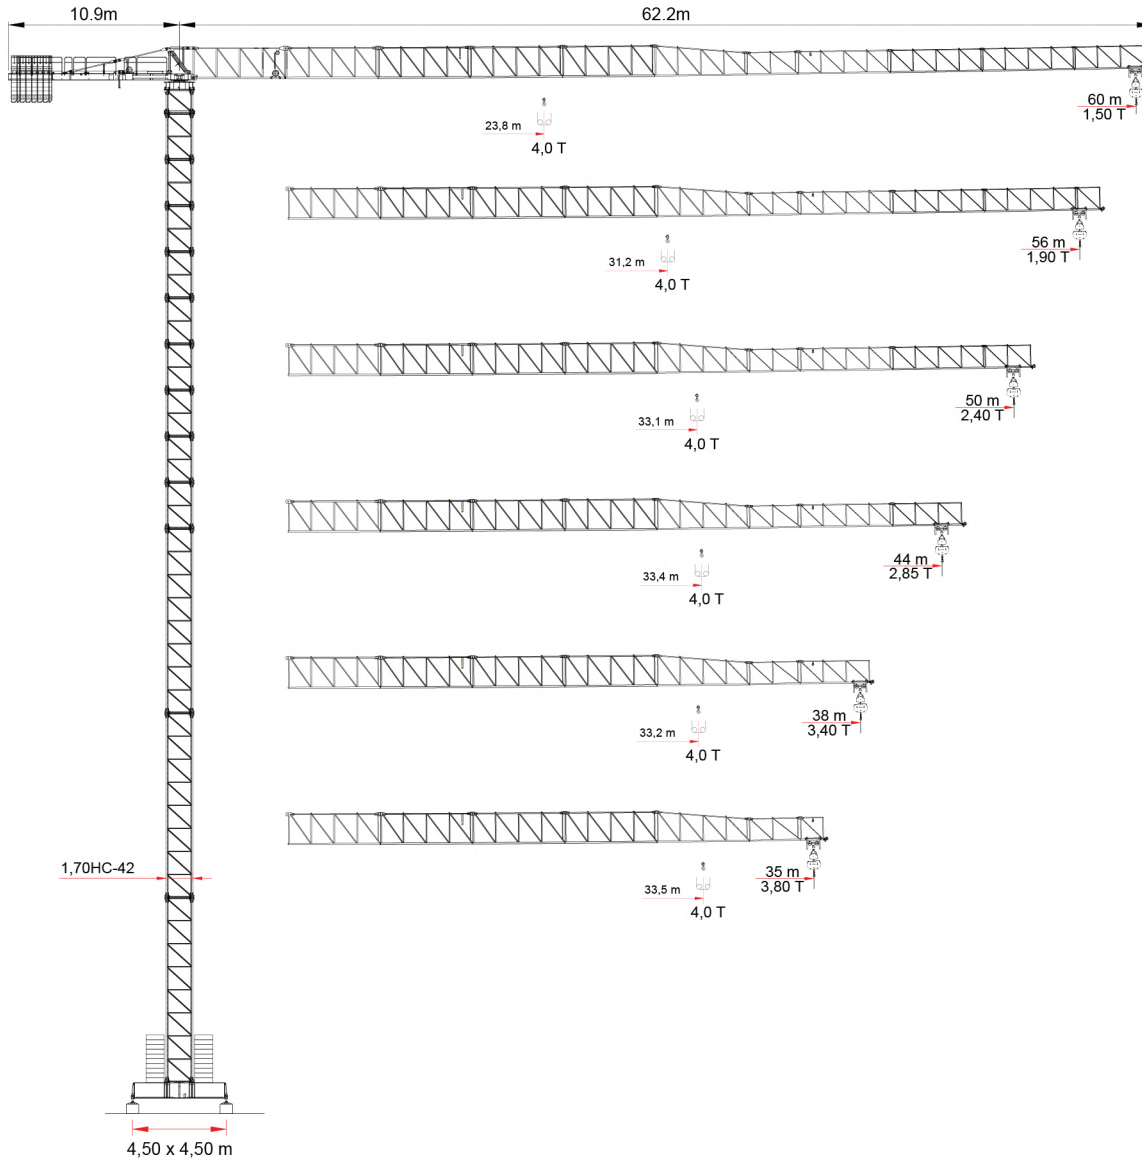 10.9m
62.2m
60 m
1,50 T
23,8 m
4,0 T
56 m
1,90 T
31,2 m
4,0 T
50 m
2,40 T
33,1 m
4,0 T
44 m
2,85 T
33,4 m
4,0 T
38 m
3,40 T
33,2 m
4,0 T
1,70HC-42
35 m
3,80 T
33,5 m
4,0 T
4,50 x 4,50 m